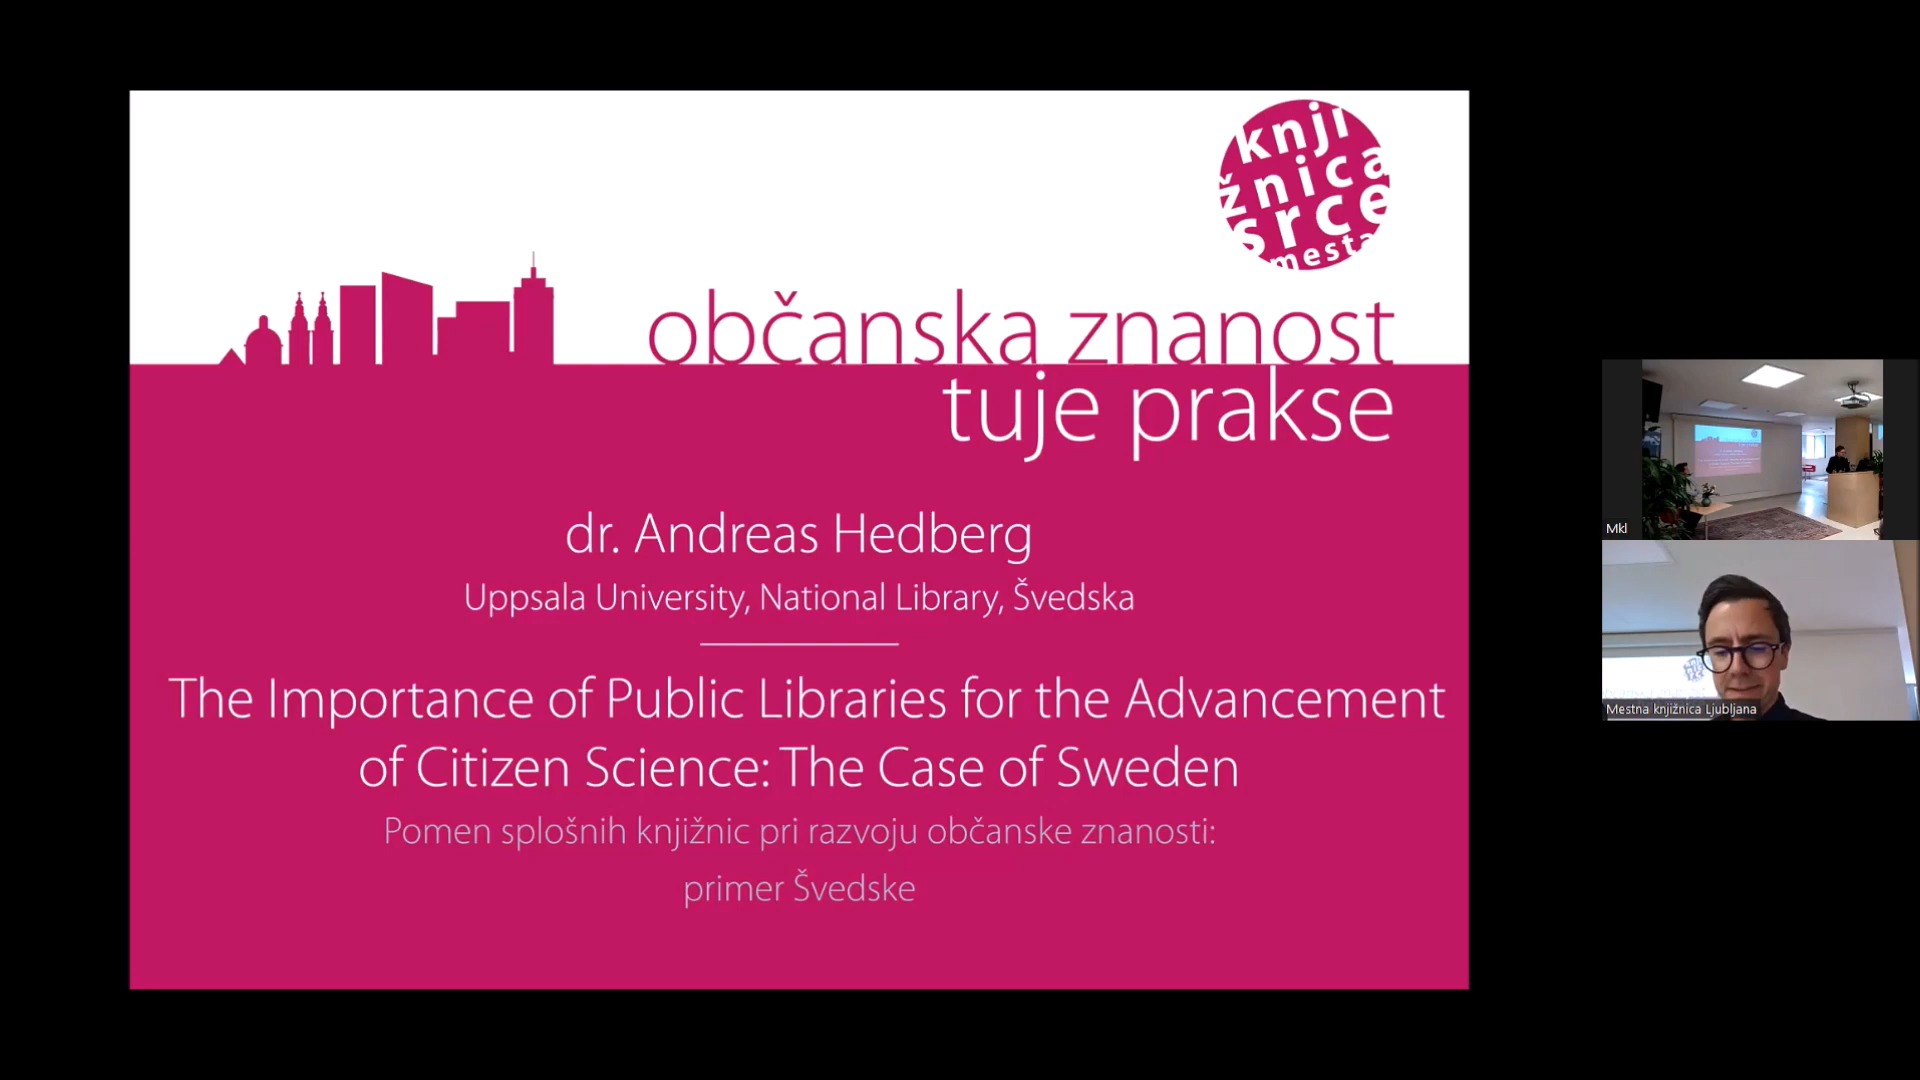 knji
žnica
srce
mesta
občanska znanost
tuje prakse
dr. Andreas Hedberg
Uppsala University, National Library, Švedska
The Importance of Public Libraries for the Advancement
of Citizen Science: The Case of Sweden
Pomen splošnih knjižnic pri razvoju občanske znanosti:
primer Švedske
Mkl
Mestna knjižnica Ljubljana